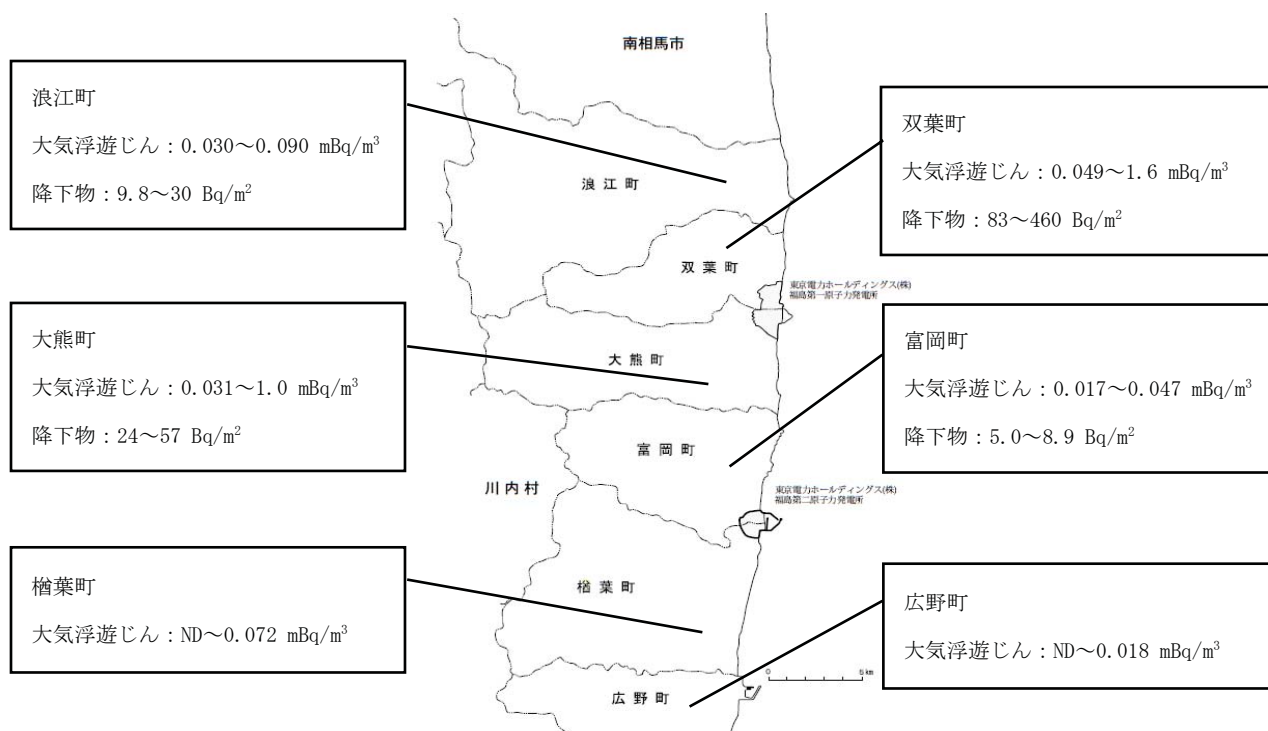 南相馬市
浪江町
大気浮遊じん：0.030～0.090 mBq/m³
降下物：9.8～30 Bq/m²
双葉町
大気浮遊じん：0.049～1.6 mBq/m³
降下物：83～460 Bq/m²
浪江町
双葉町
東京電力ホールディングス(株)
福島第一原子力発電所
大熊町
大気浮遊じん：0.031～1.0 mBq/m³
降下物：24～57 Bq/m²
富岡町
大気浮遊じん：0.017～0.047 mBq/m³
降下物：5.0～8.9 Bq/m²
大熊町
富岡町
川内村
東京電力ホールディングス(株)
福島第二原子力発電所
楢葉町
大気浮遊じん：ND～0.072 mBq/m³
広野町
大気浮遊じん：ND～0.018 mBq/m³
楢葉町
0 5km
広野町